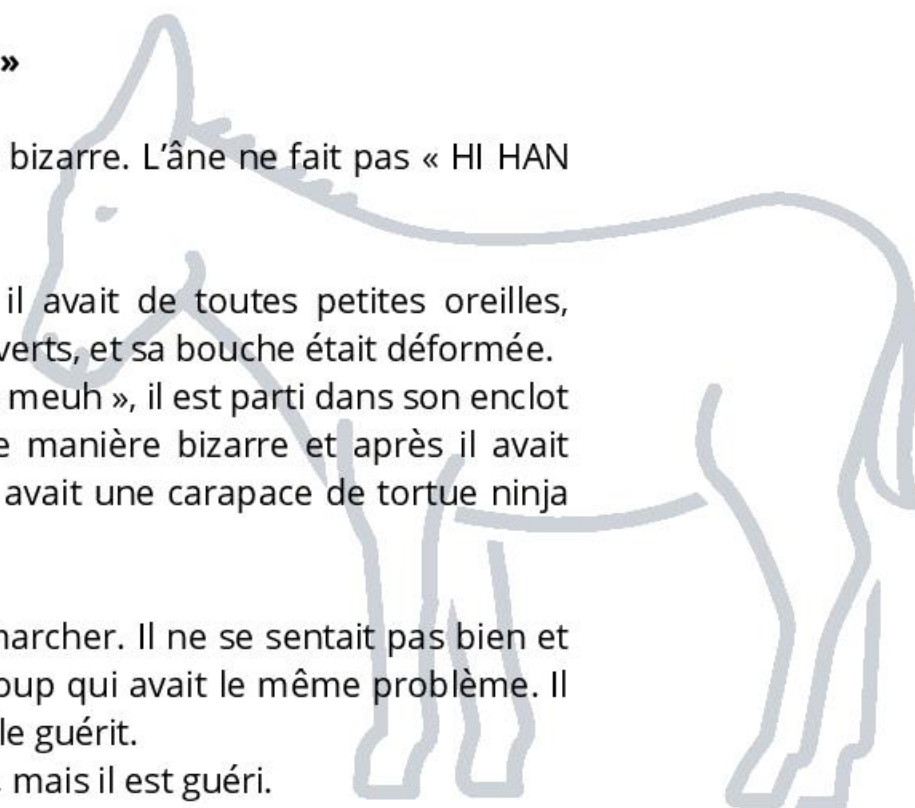 »
bizarre. L'âne ne fait pas « HI HAN
il avait de toutes petites oreilles,
verts, et sa bouche était déformée.
meuh », il est parti dans son enclot
manière bizarre et après il avait
avait une carapace de tortue ninja
marcher. Il ne se sentait pas bien et
qui avait le même problème. Il
le guérit.
mais il est guéri.